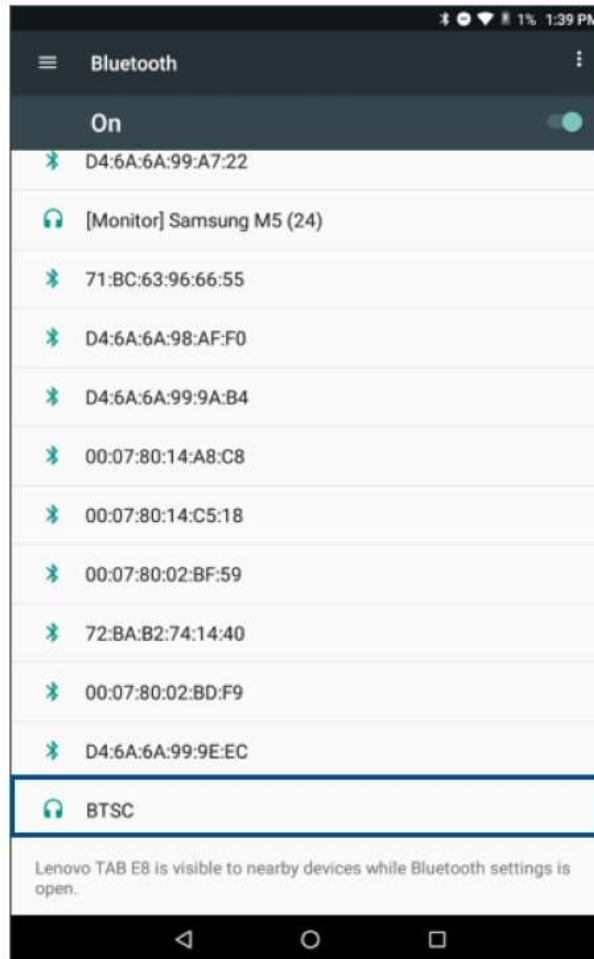 1% 1:39 PM
Bluetooth
On
D4:6A:6A:99:A7:22
[Monitor] Samsung M5 (24)
71:BC:63:96:66:55
D4:6A:6A:98:AF:F0
D4:6A:6A:99:9A:B4
00:07:80:14:A8:C8
00:07:80:14:C5:18
00:07:80:02:BF:59
72:BA:B2:74:14:40
00:07:80:02:BD:F9
D4:6A:6A:99:9E:EC
BTSC
Lenovo TAB E8 is visible to nearby devices while Bluetooth settings is
open.